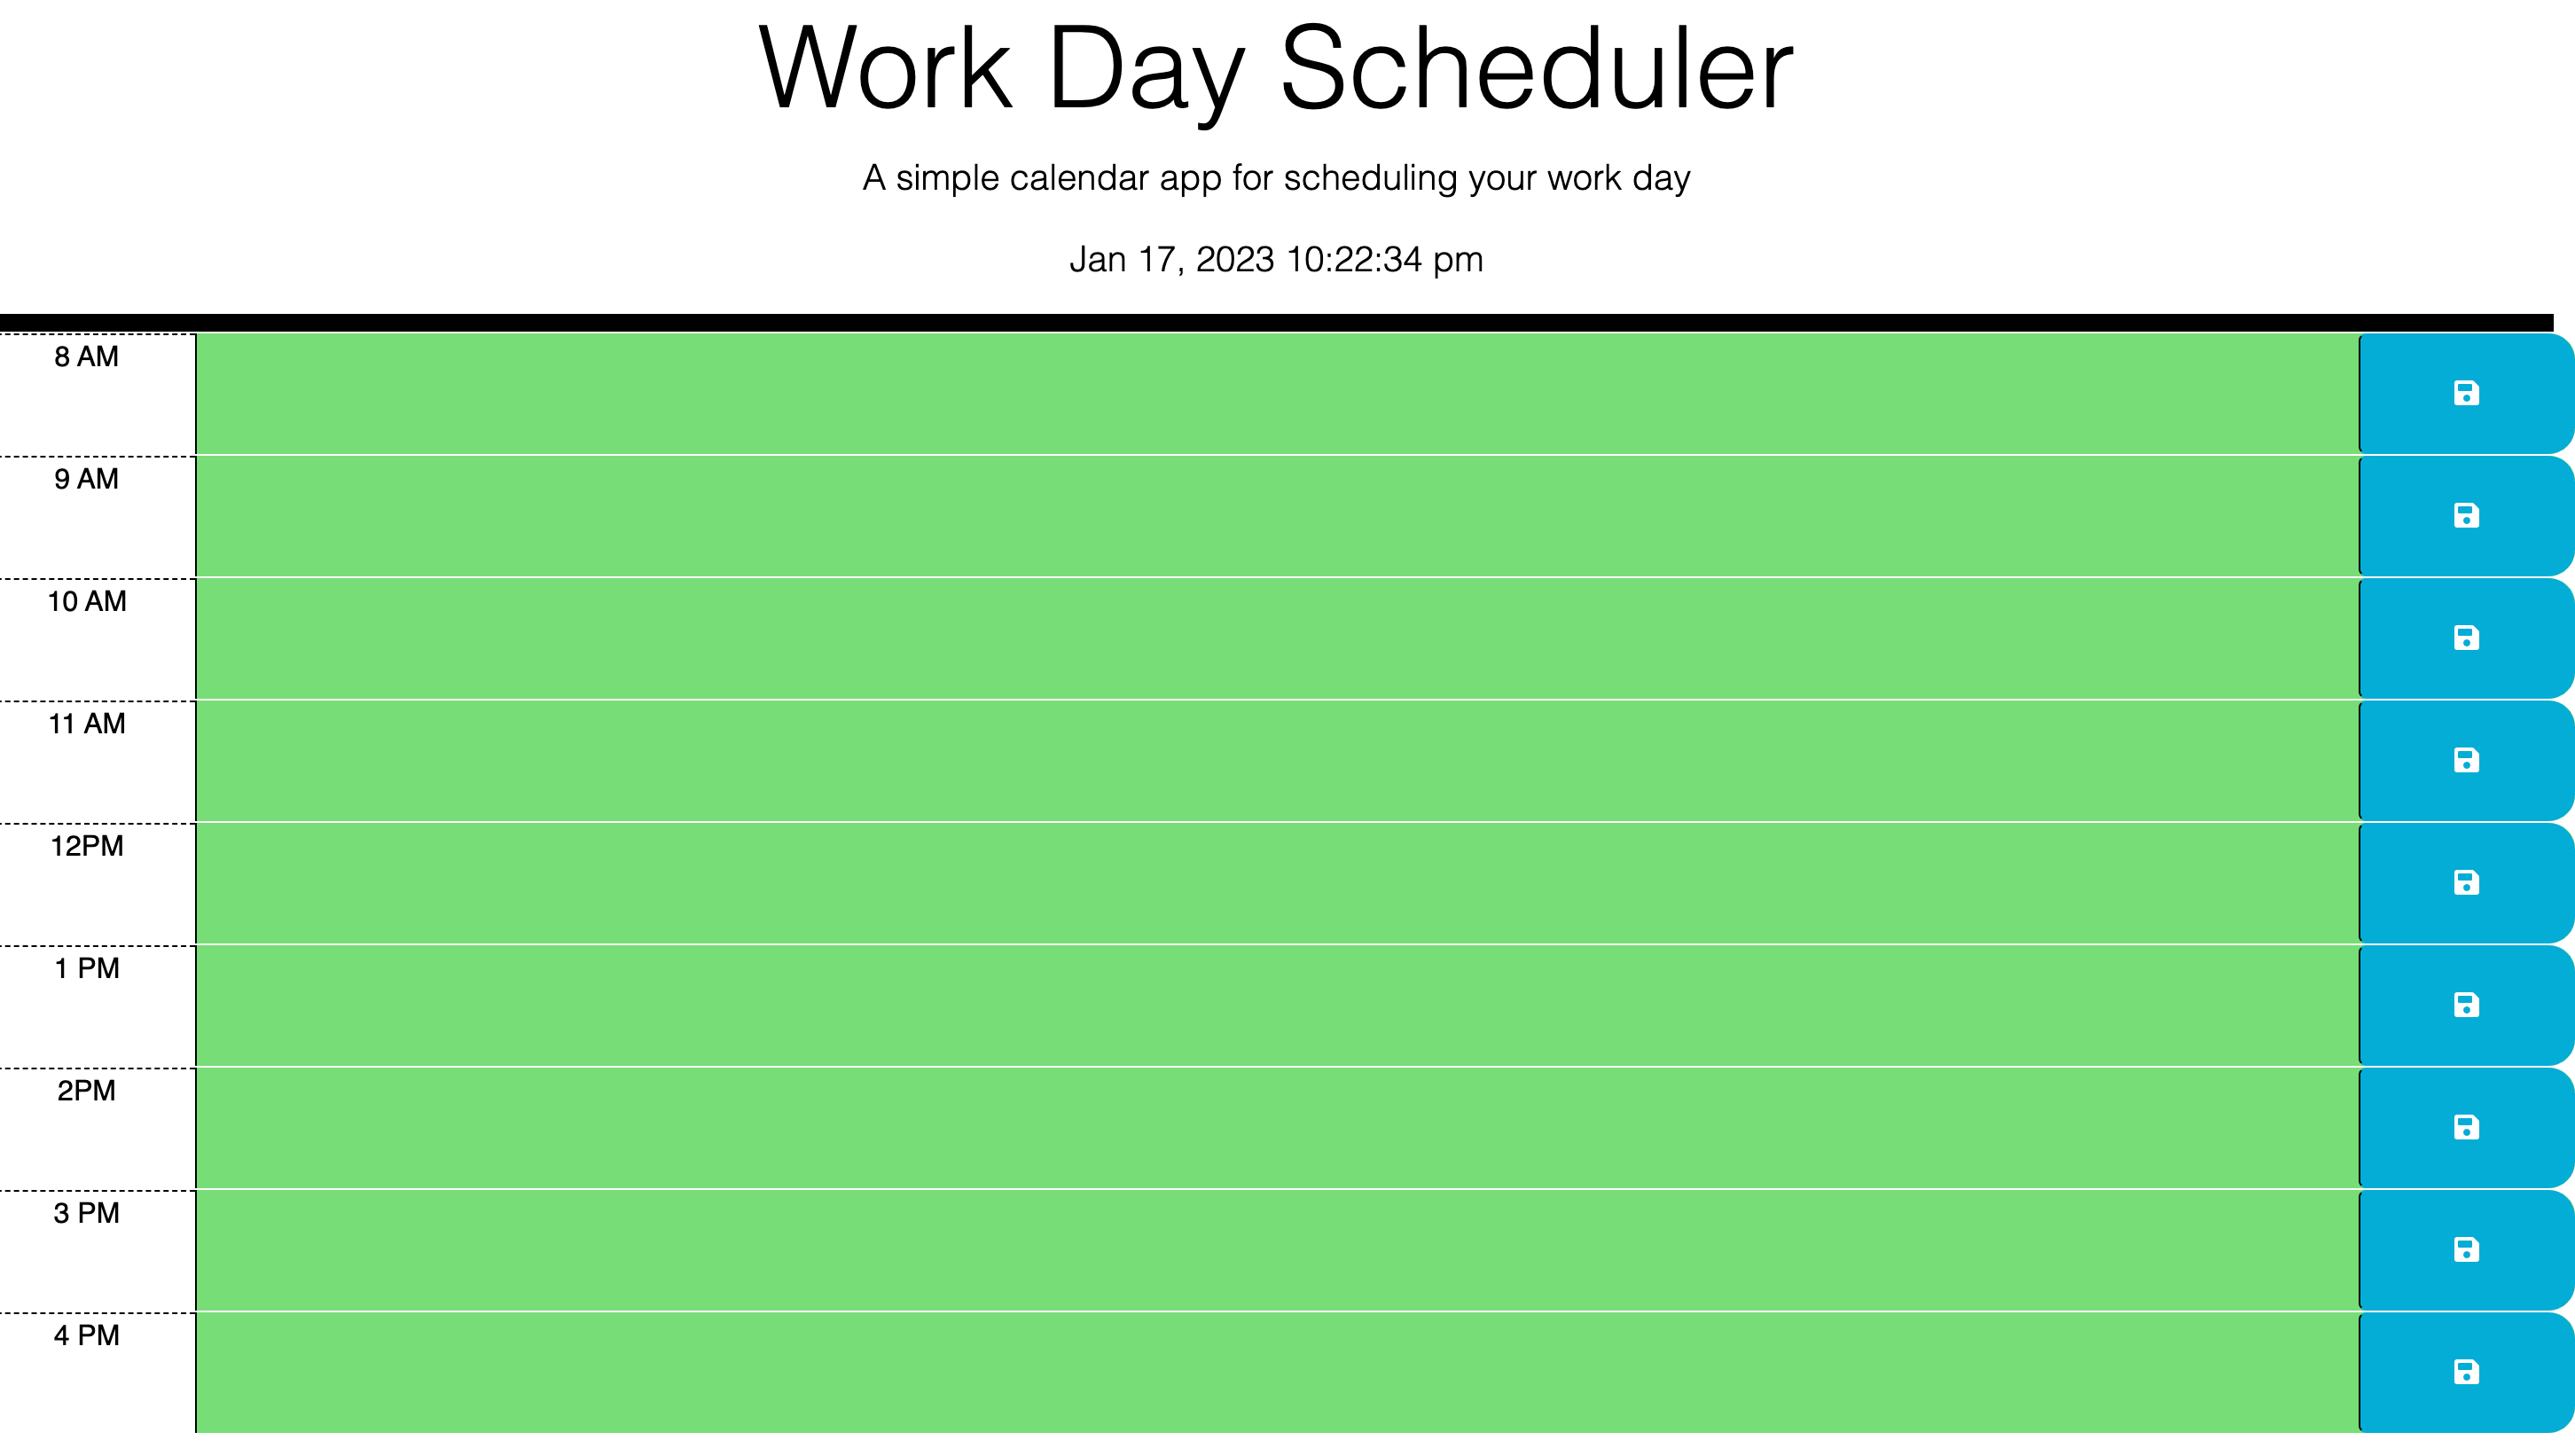 Work Day Scheduler
A simple calendar app for scheduling your work day
Jan 17, 2023 10:22:34 pm
8 AM
9 AM
10 AM
11 AM
12PM
1 PM
2PM
3 PM
4 PM